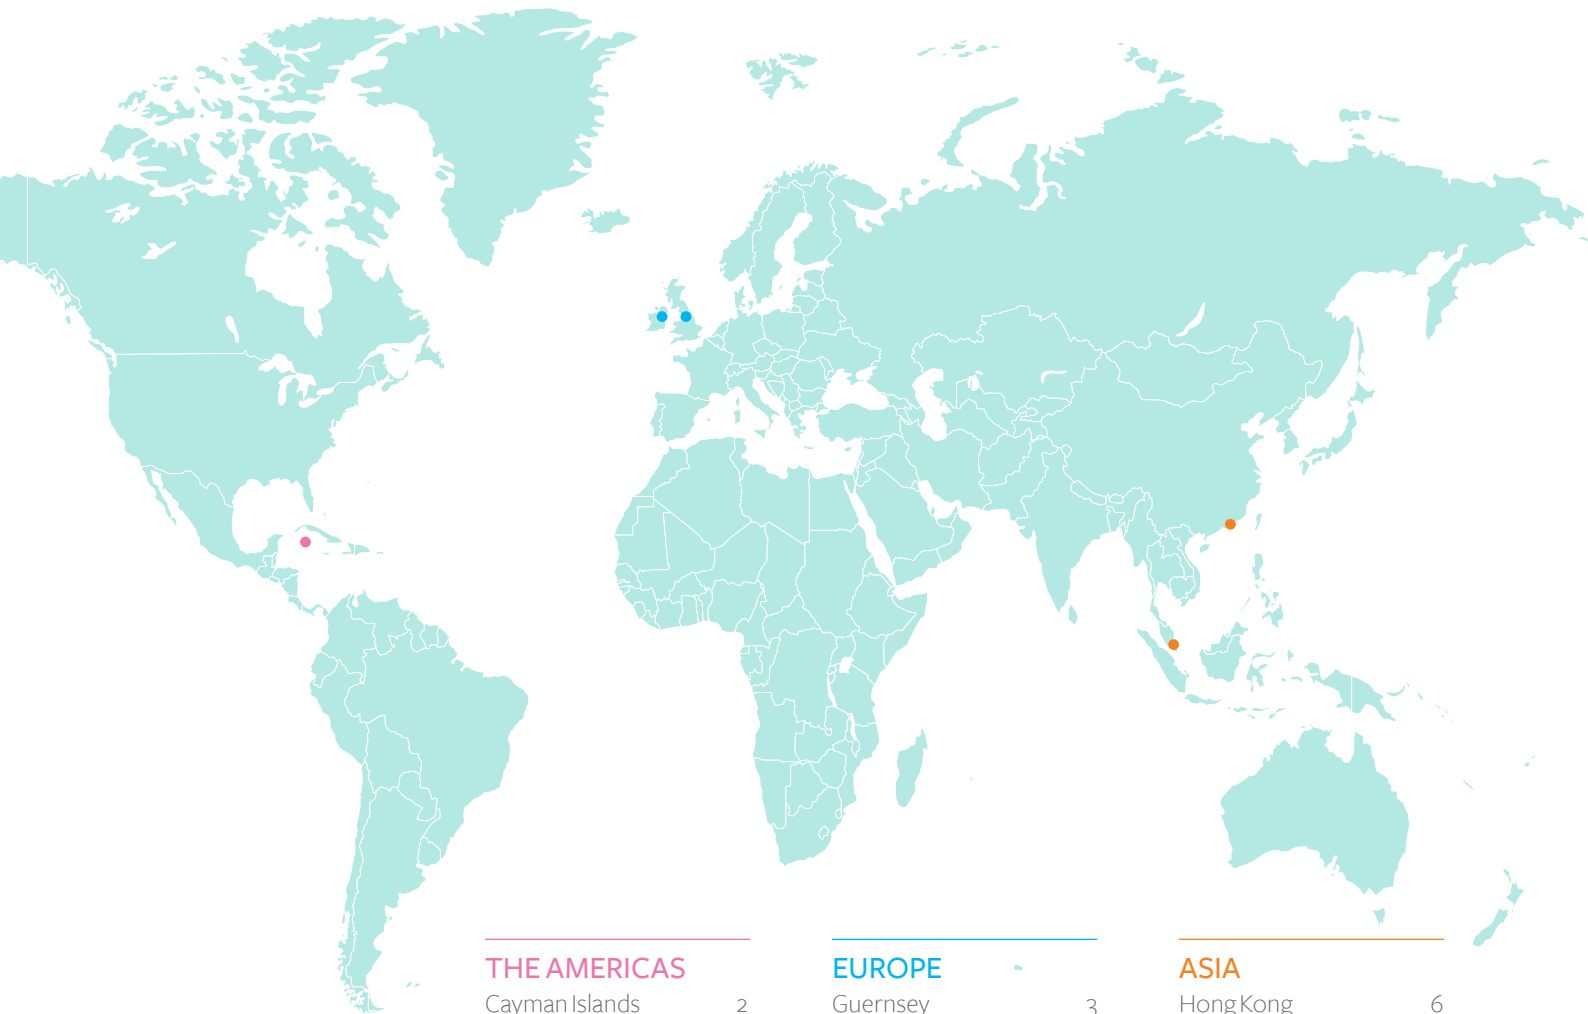 THE AMERICAS
Cayman Islands 2
EUROPE
Guernsey 3
ASIA
Hong Kong 6